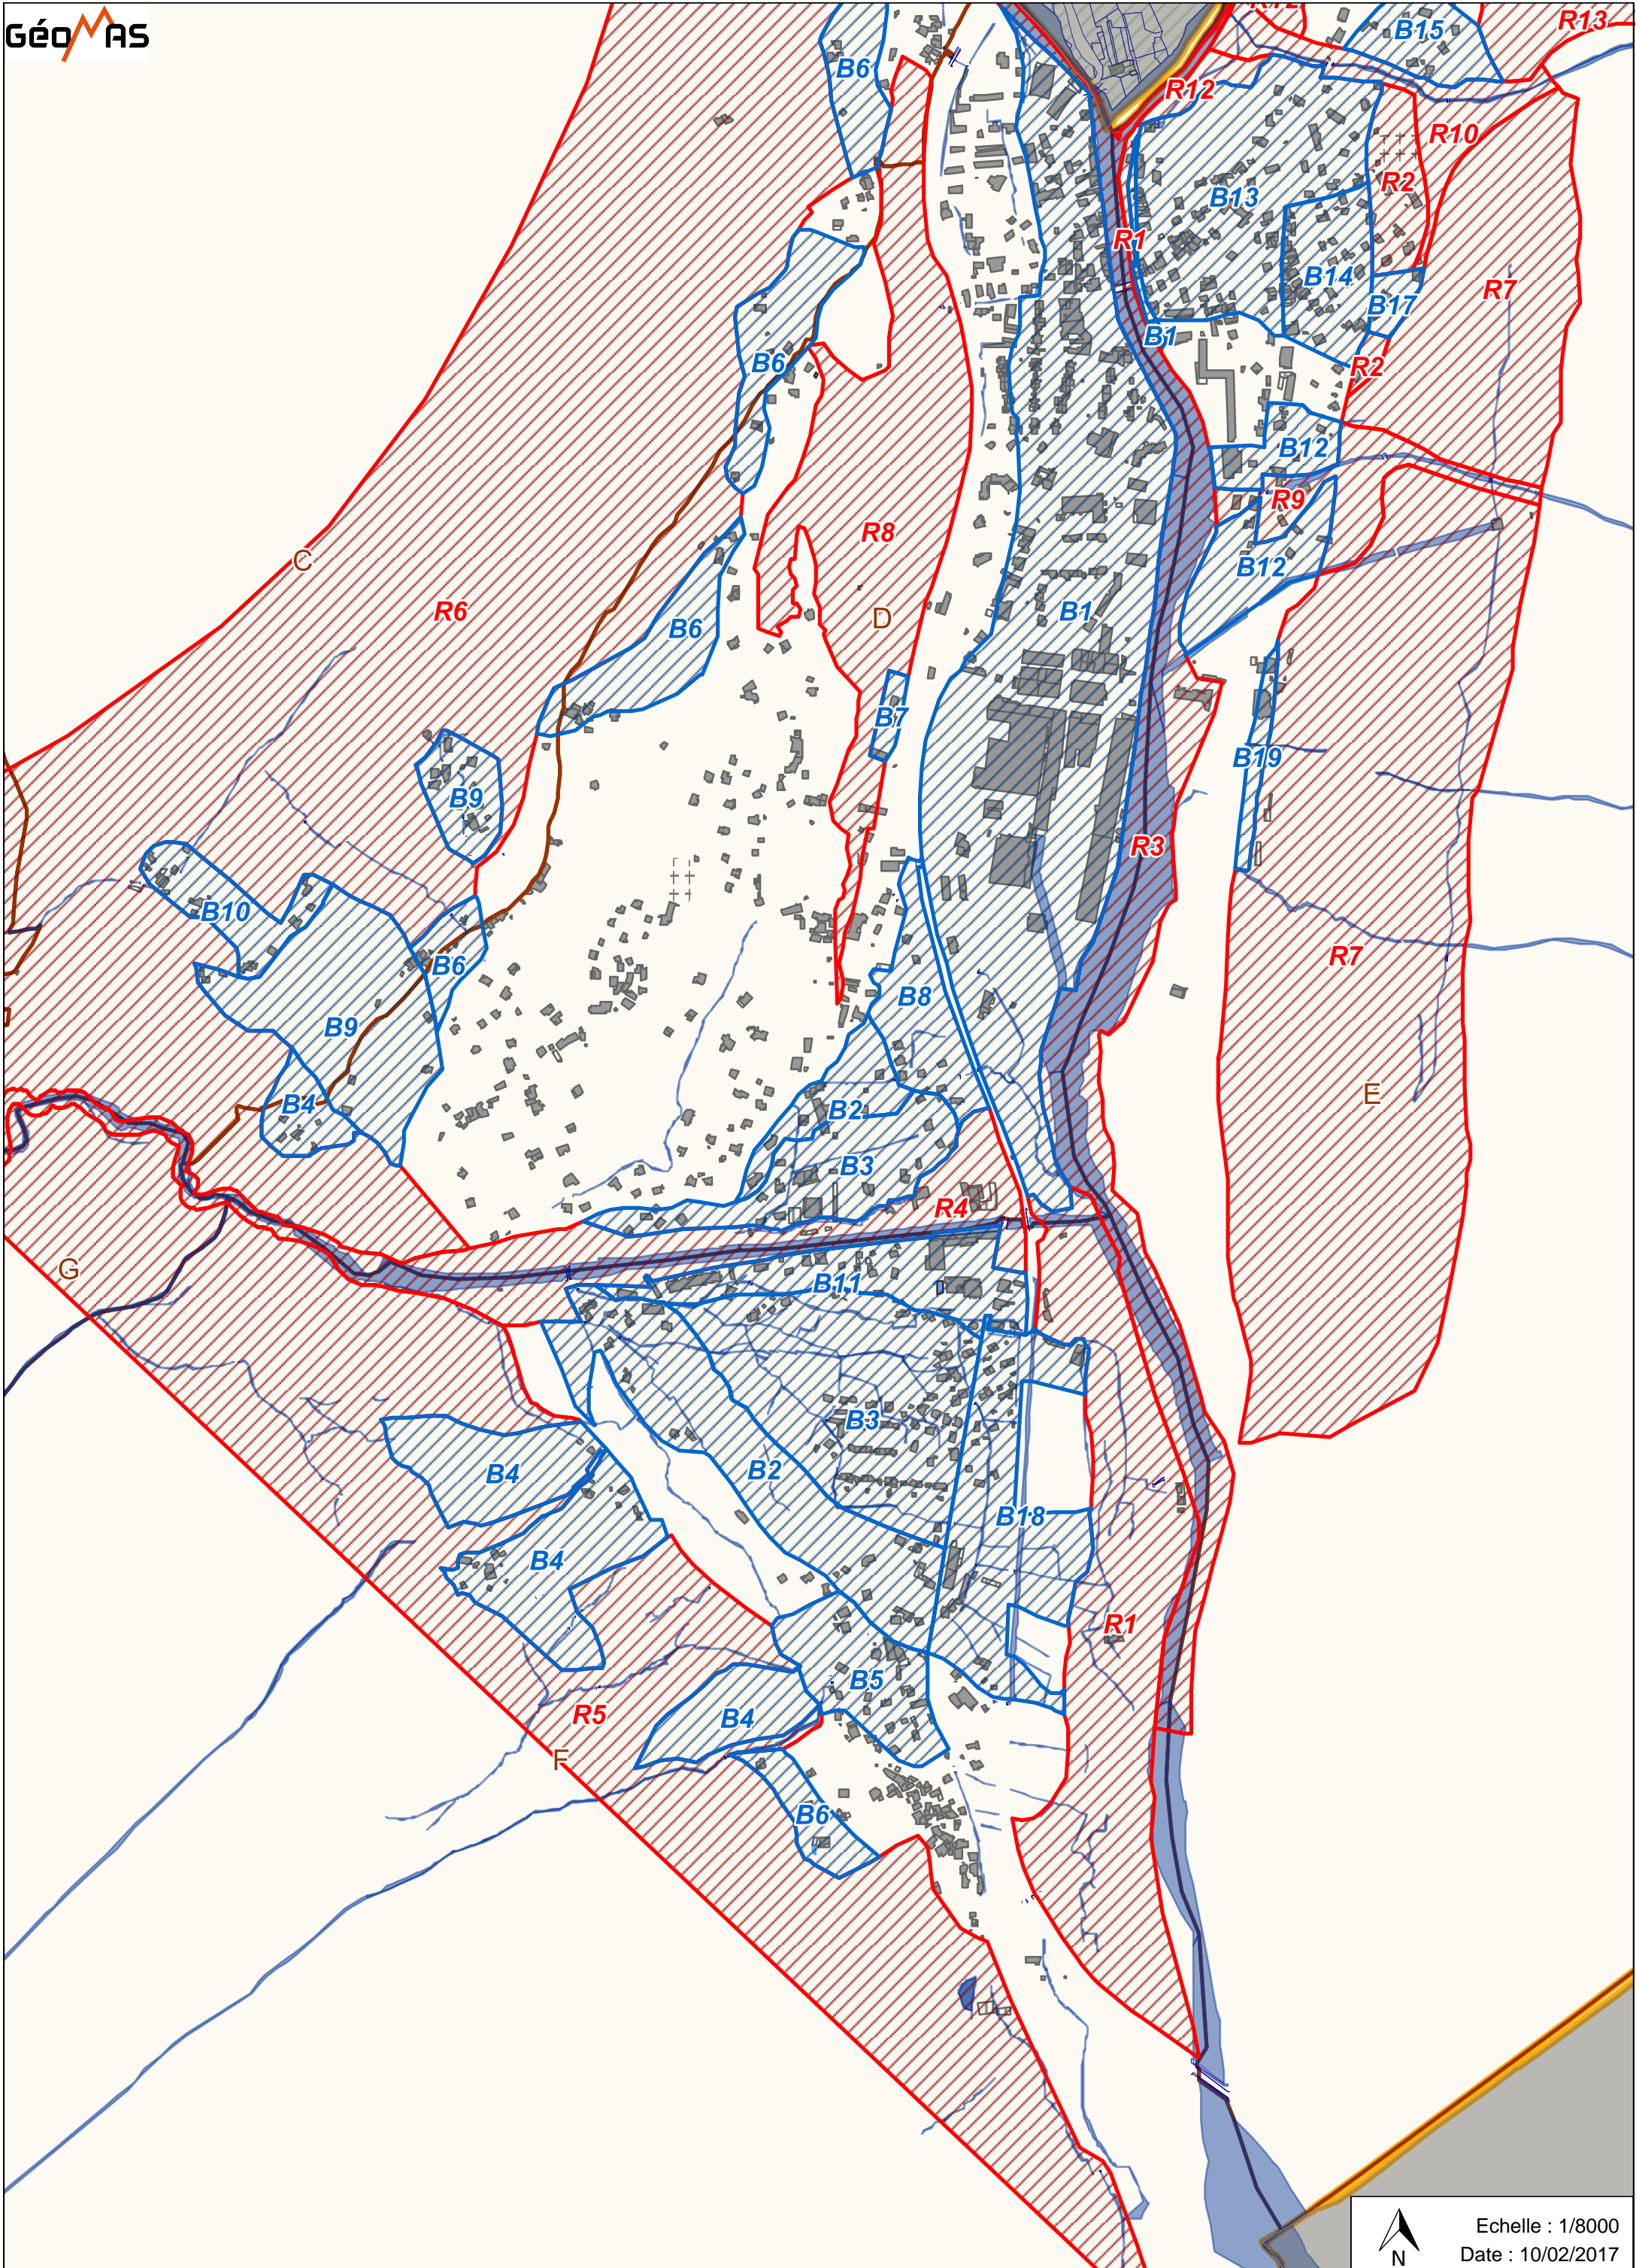 GéoMAS
R12
R13
B15
B6
R12
R10
R2
B13
R1
B14
R7
B17
B1
B6
R2
B12
R9
R8
C
B12
R6
B1
D
B6
B7
B19
B9
R3
B10
R7
B6
B8
B9
E
B4
B2
B3
R4
G
B11
B3
B2
B4
B18
B4
R1
B5
R5
B4
F
B6
Echelle : 1/8000
N
Date : 10/02/2017